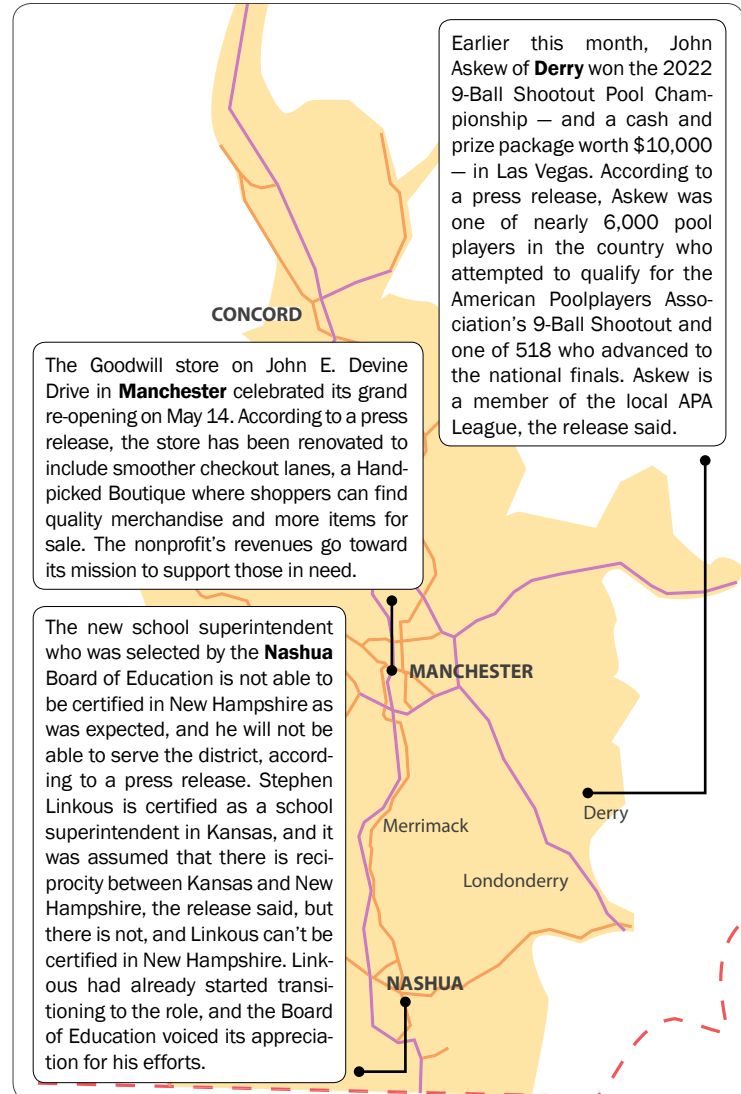 Earlier this month, John
Askew of Derry won the 2022
9-Ball Shootout Pool Cham-
pionship — and a cash and
prize package worth $10,000
— in Las Vegas. According to
a press release, Askew was
one of nearly 6,000 pool
players in the country who
attempted to qualify for the
American Poolplayers Asso-
ciation's 9-Ball Shootout and
one of 518 who advanced to
the national finals. Askew is
a member of the local APA
League, the release said.
CONCORD
The Goodwill store on John E. Devine
Drive in Manchester celebrated its grand
re-opening on May 14. According to a press
release, the store has been renovated to
include smoother checkout lanes, a Hand-
picked Boutique where shoppers can find
quality merchandise and more items for
sale. The nonprofit's revenues go toward
its mission to support those in need.
The new school superintendent
who was selected by the Nashua
Board of Education is not able to
be certified in New Hampshire as
was expected, and he will not be
able to serve the district, accord-
ing to a press release. Stephen
Linkous is certified as a school
superintendent in Kansas, and it
was assumed that there is reci-
procity between Kansas and New
Hampshire, the release said, but
there is not, and Linkous can't be
certified in New Hampshire. Link-
ous had already started transi-
tioning to the role, and the Board
of Education voiced its apprecia-
tion for his efforts.
MANCHESTER
Derry
Merrimack
Londonderry
NASHUA